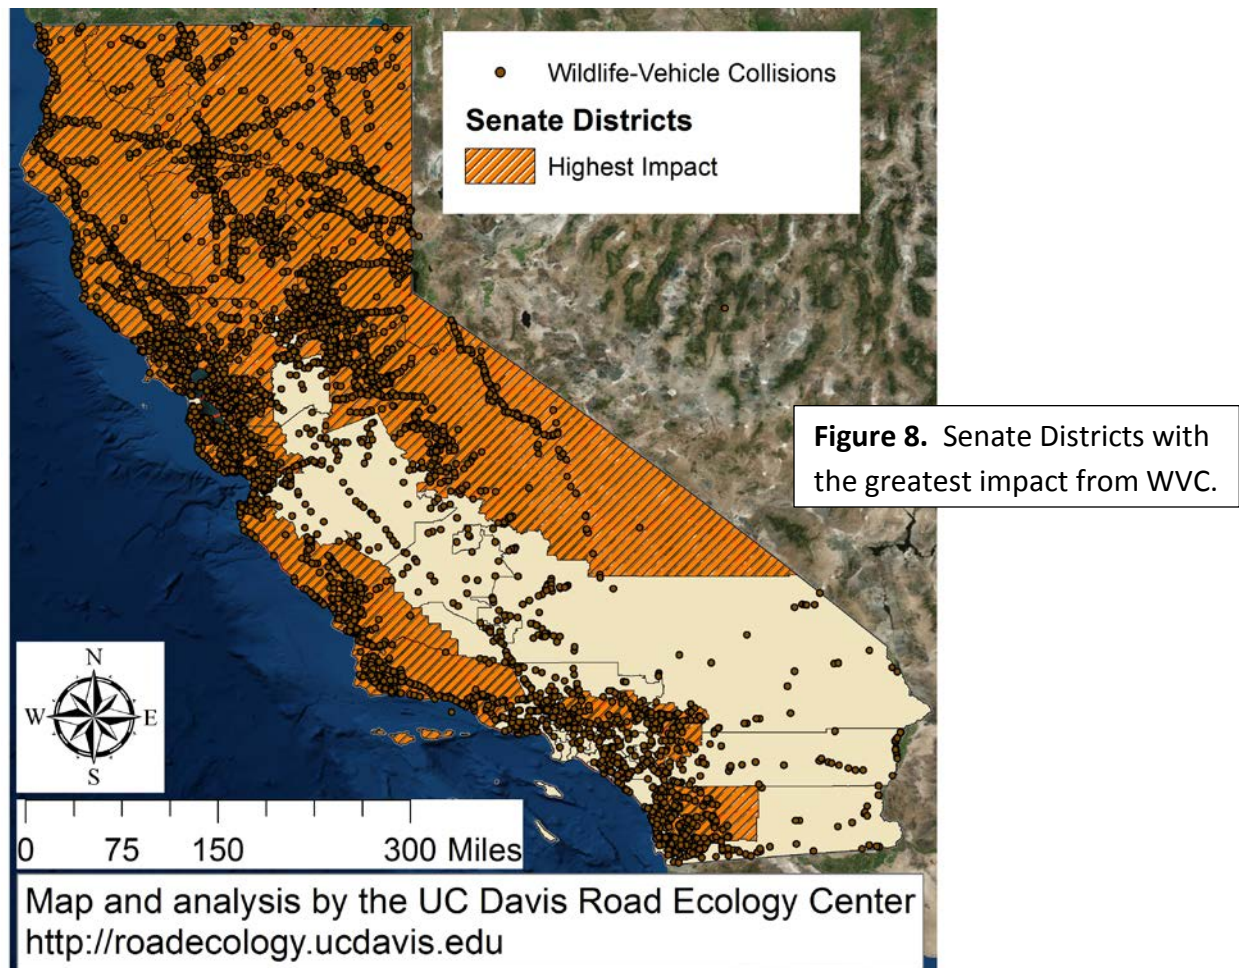 Wildlife-Vehicle Collisions
Senate Districts
Highest Impact
Figure 8. Senate Districts with
the greatest impact from WVC.
N
W E
S
0 75 150 300 Miles
Map and analysis by the UC Davis Road Ecology Center
http://roadecology.ucdavis.edu